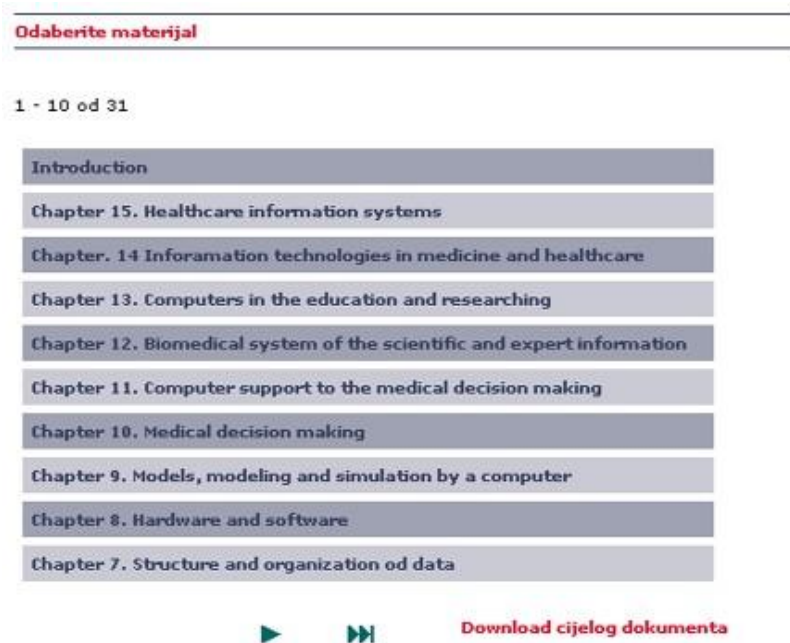 Odaberite materijal
1 - 10 od 31
Introduction
Chapter 15. Healthcare information systems
Chapter. 14 Inforamation technologies in medicine and healthcare
Chapter 13. Computers in the education and researching
Chapter 12. Biomedical system of the scientific and expert information
Chapter 11. Computer support to the medical decision making
Chapter 10. Medical decision making
Chapter 9. Models, modeling and simulation by a computer
Chapter 8. Hardware and software
Chapter 7. Structure and organization od data
Download cijelog dokumenta